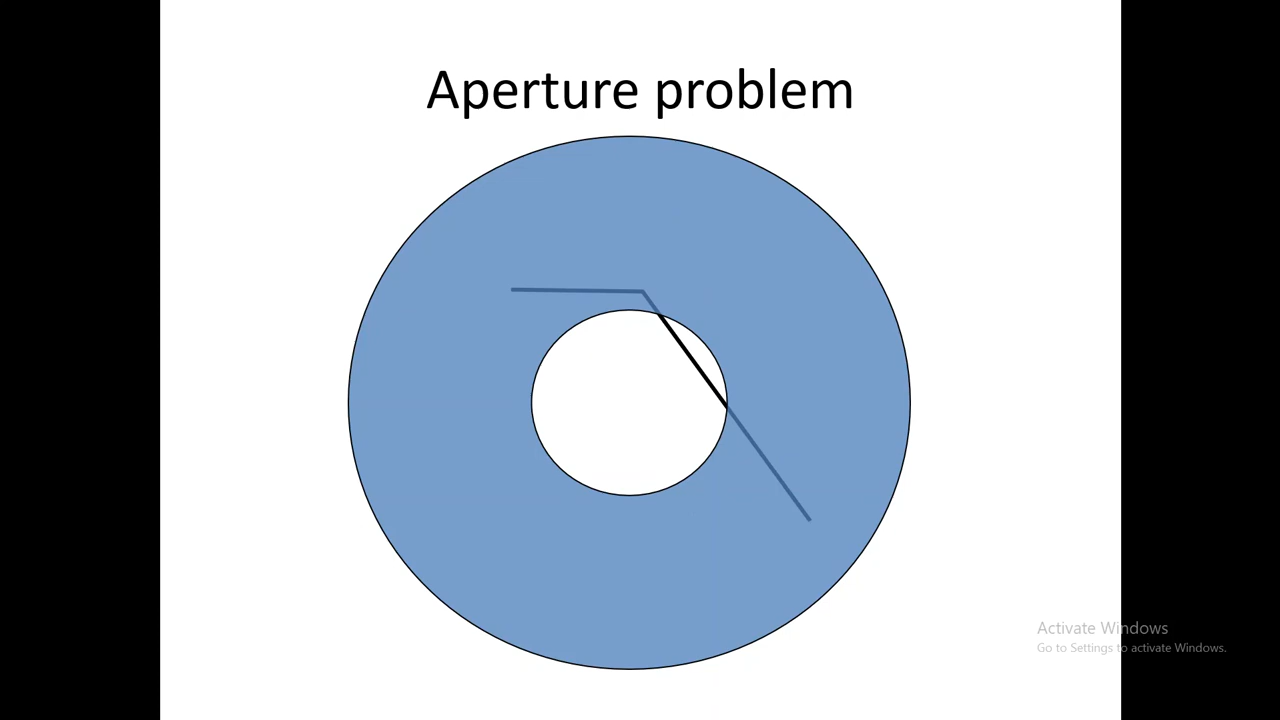 Aperture problem
Activate Windows
Go to Settings to activate Windows.